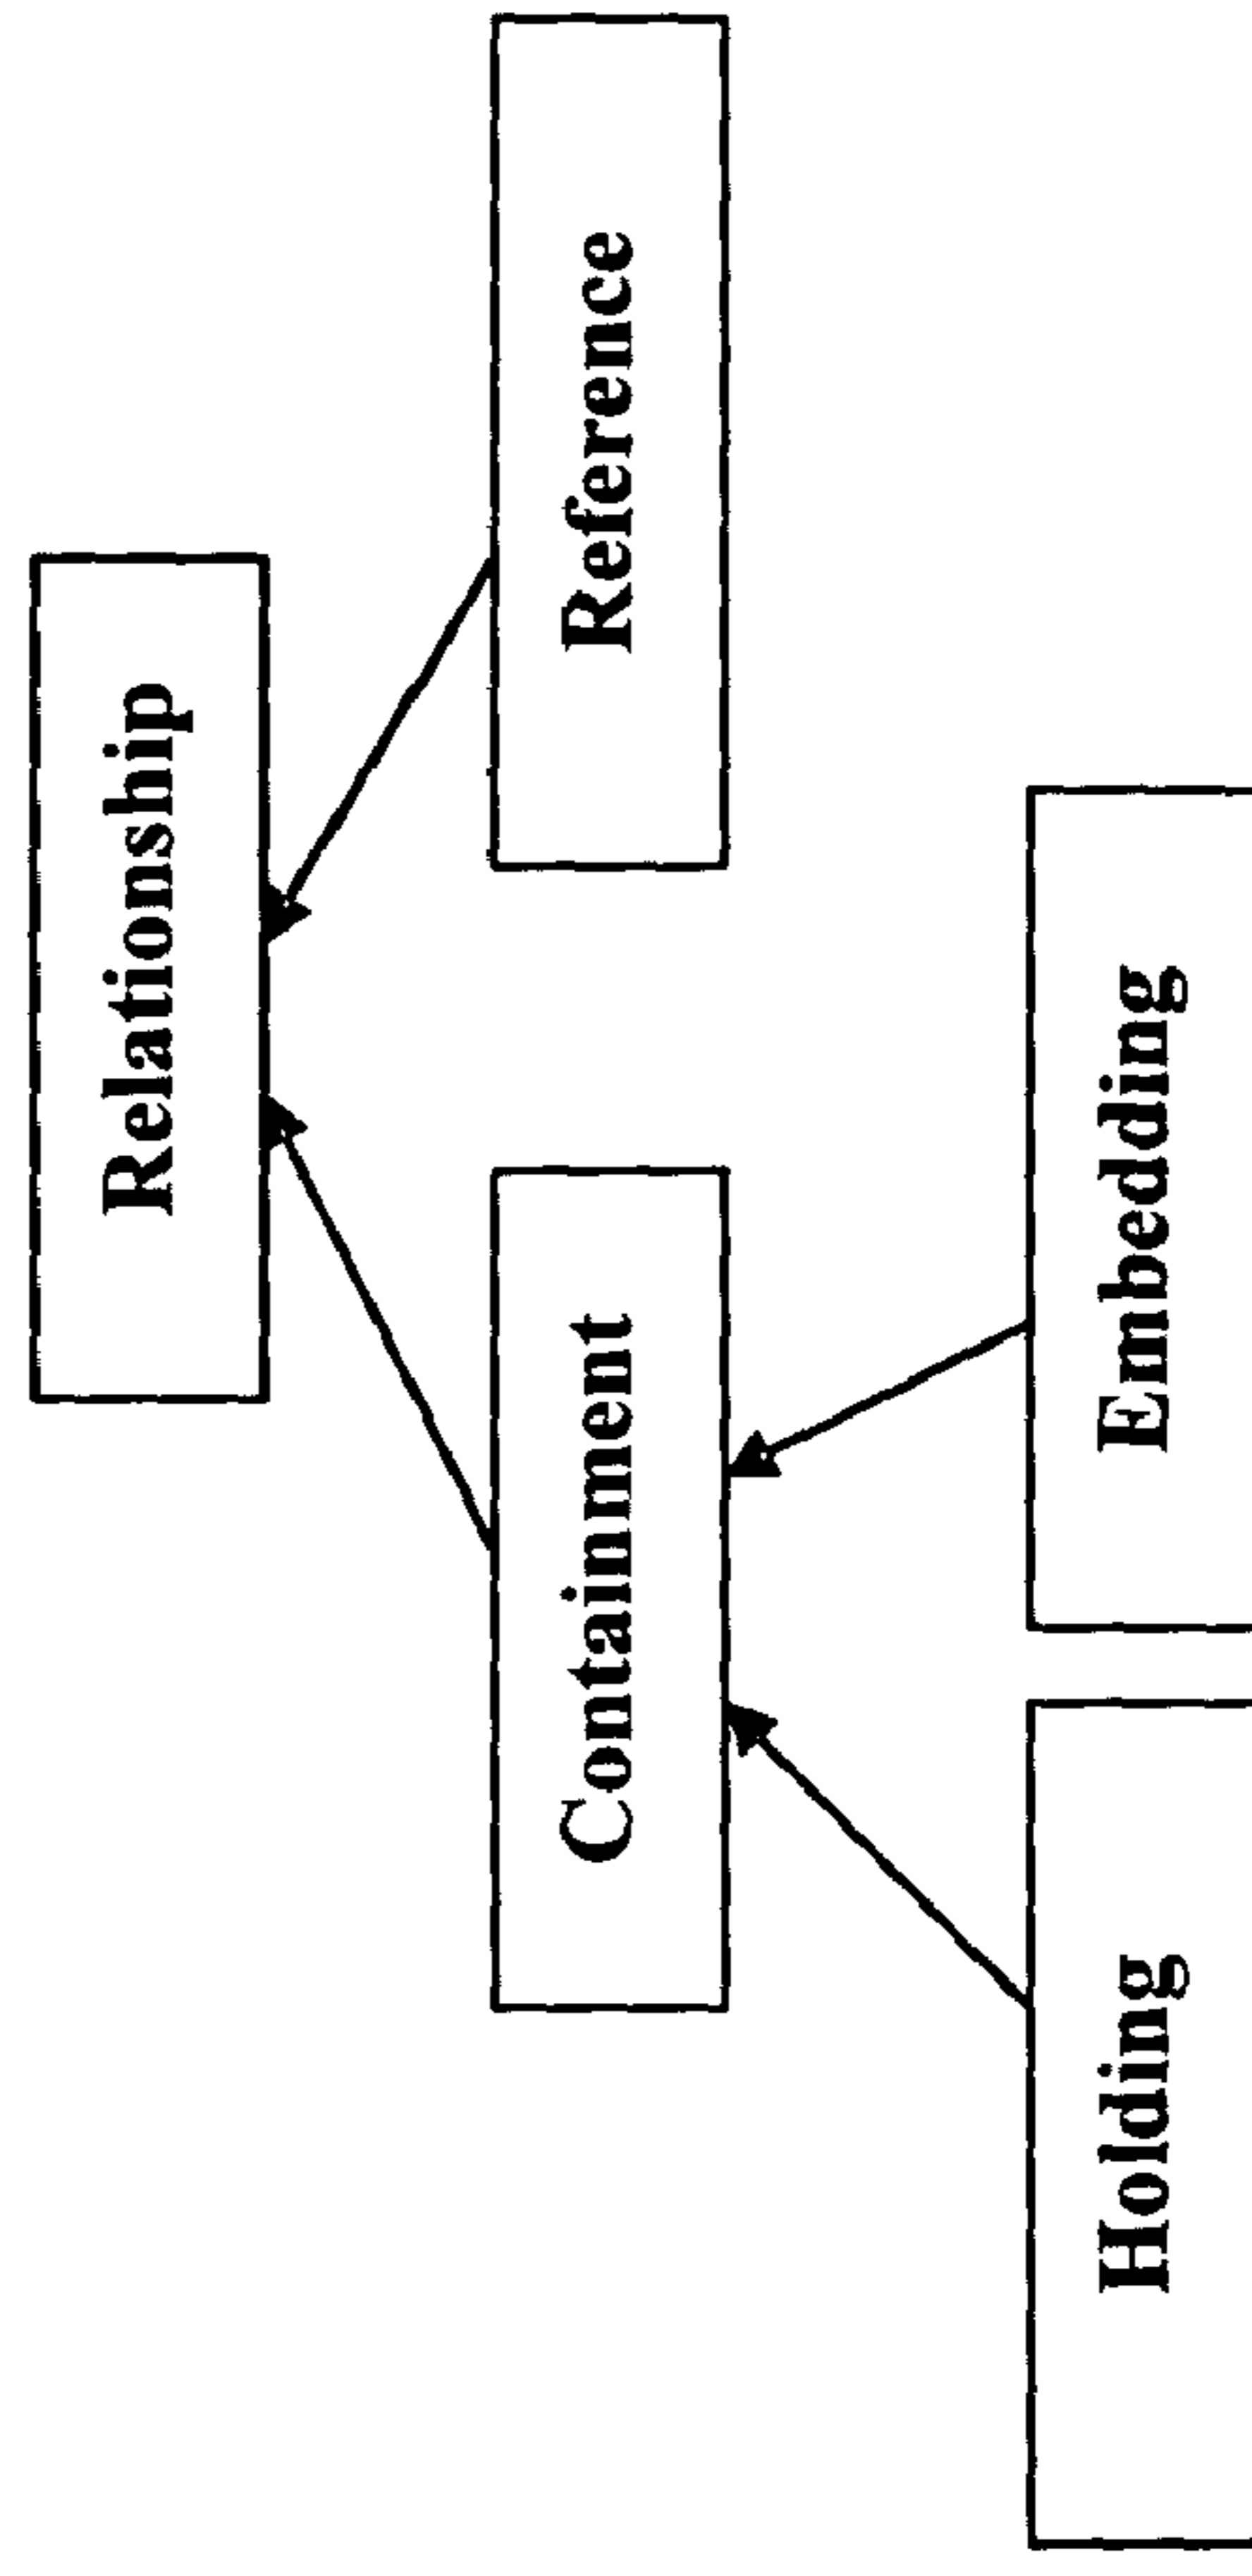 Relationship
Containment
Reference
Holding
Embedding